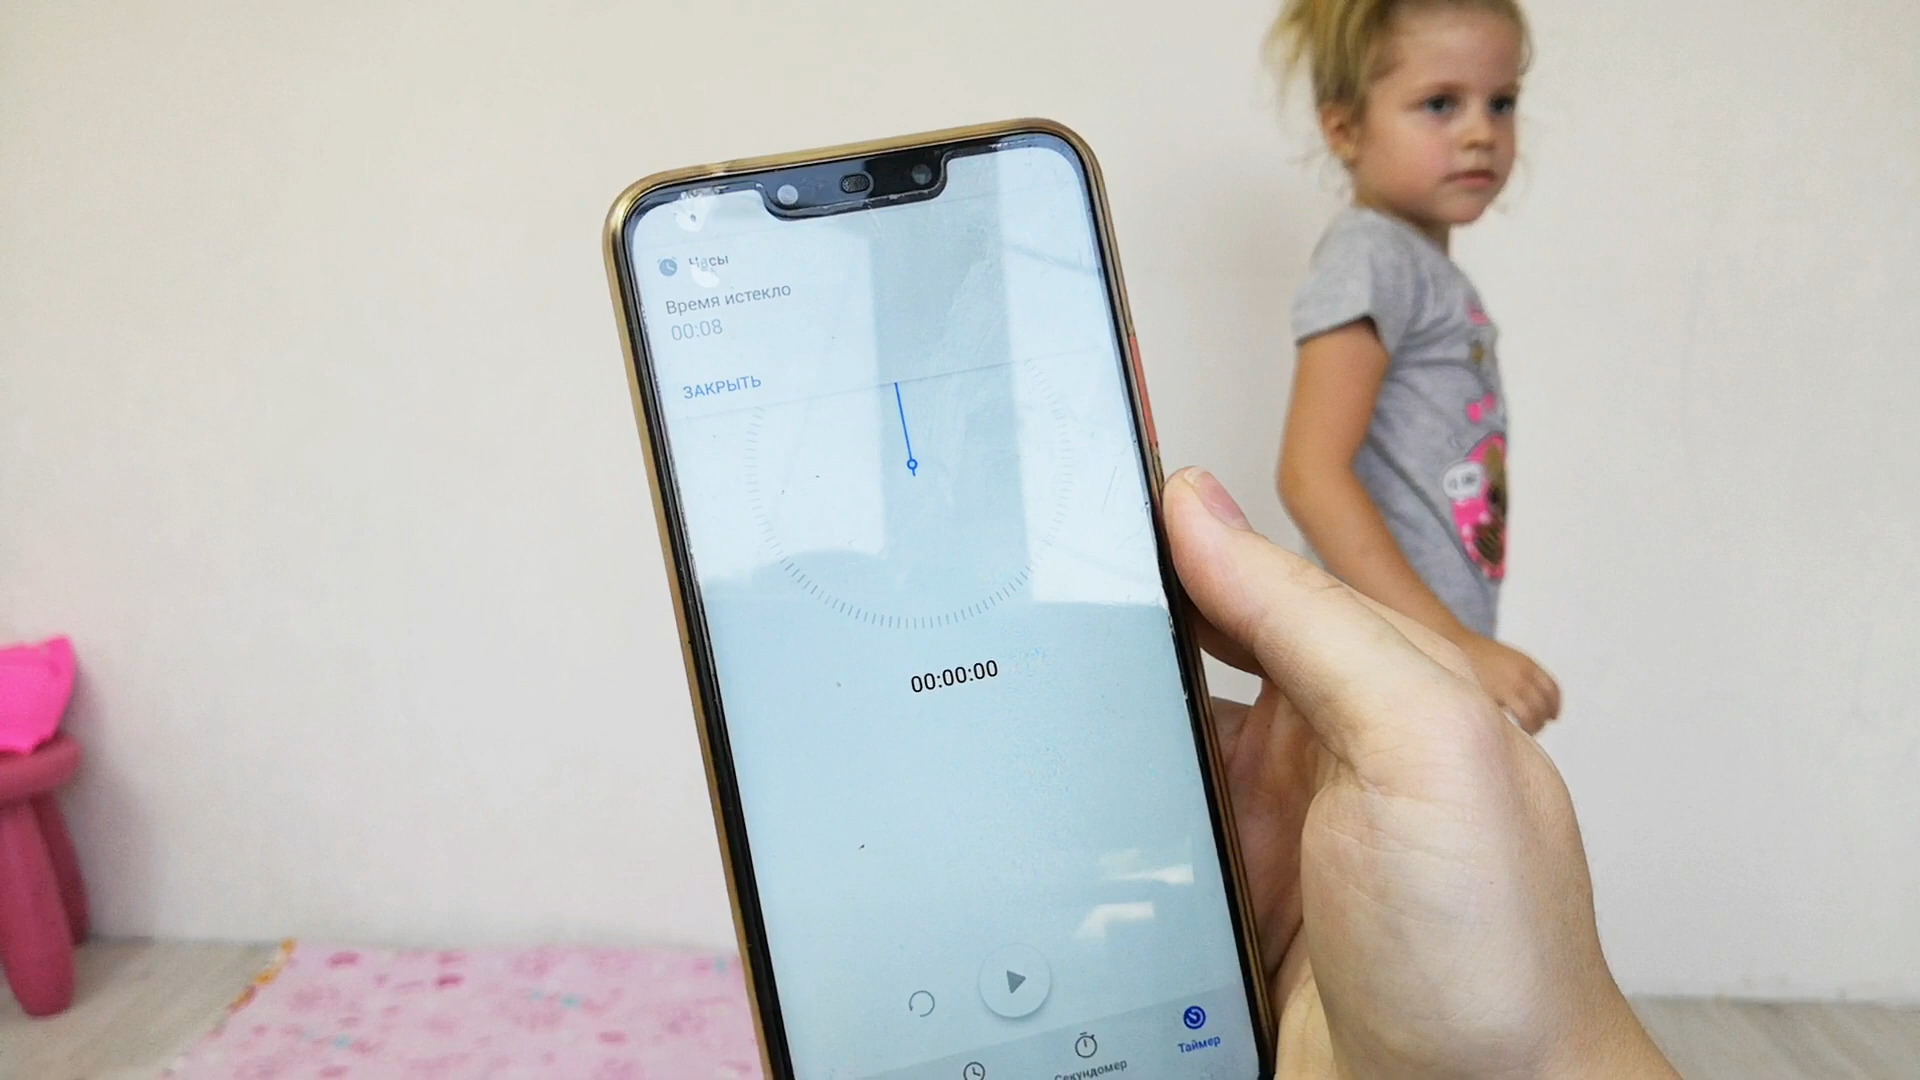 Часы
Время истекло
00:08
ЗАКРЫТЬ
00:00:00
Секундомер
Таймер